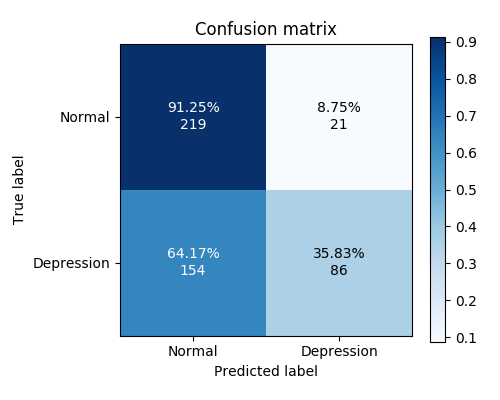 Confusion matrix
True label
Normal
91.25%
219
8.75%
21
Depression
64.17%
154
35.83%
86
Normal
Depression
Predicted label
0.9
0.8
0.7
0.6
0.5
0.4
0.3
0.2
0.1